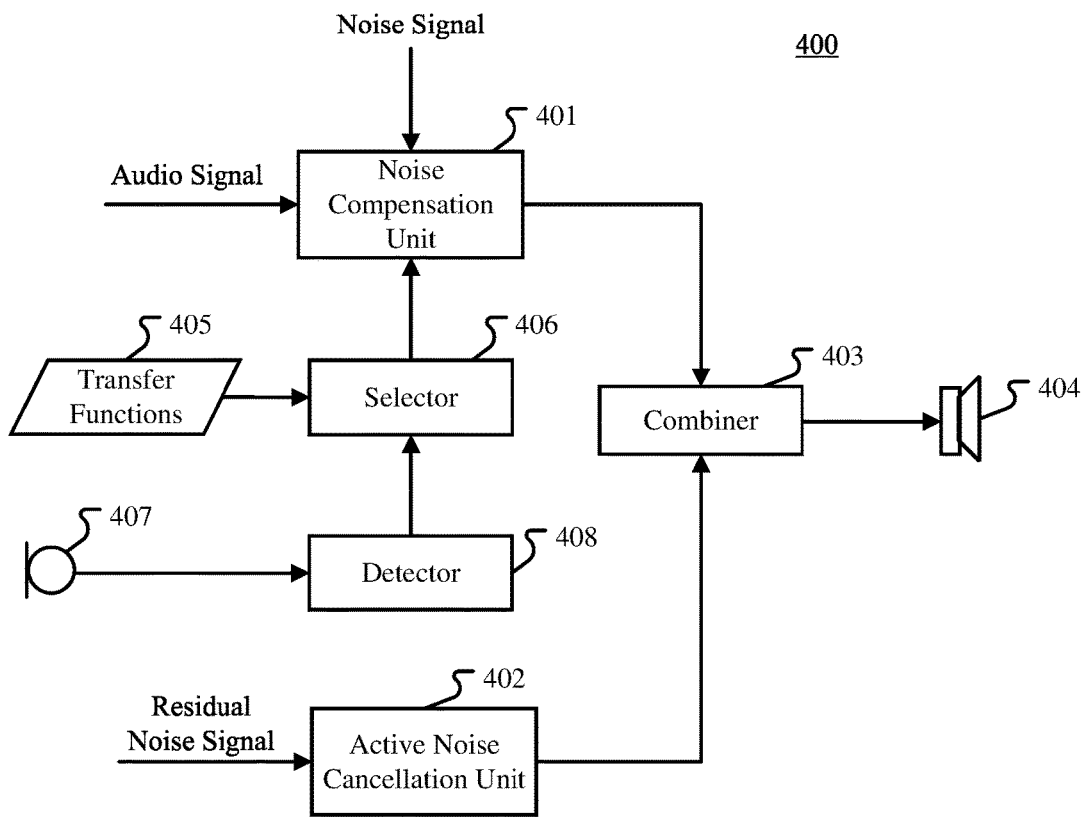 Noise Signal
400
401
Audio Signal
Noise
Compensation
Unit
405
406
Transfer
Functions
Selector
403
Combiner
404
407
408
Detector
402
Residual
Noise Signal
Active Noise
Cancellation Unit